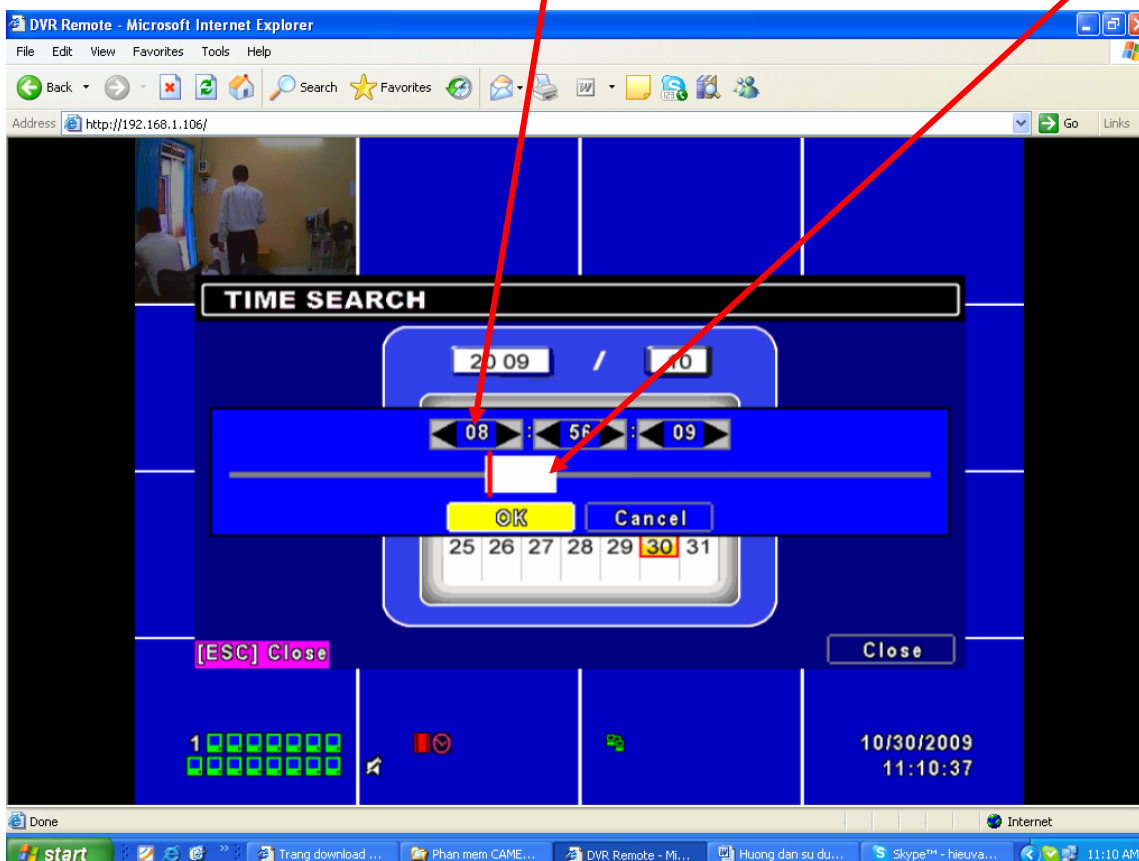 DVR Remote - Microsoft Internet Explorer
File Edit View Favorites Tools Help
Back Search Favorites
Address http://192.168.1.106/ Go Links
TIME SEARCH
20 09 / 10
08 : 56 : 09
OK Cancel
25 26 27 28 29 30 31
[ESC] Close Close
1
10/30/2009
11:10:37
Done Internet
start Trang download ... Phan mem CAME... DVR Remote - Mi... Huong dan su du... Skype™ - hieuva... 11:10 AM